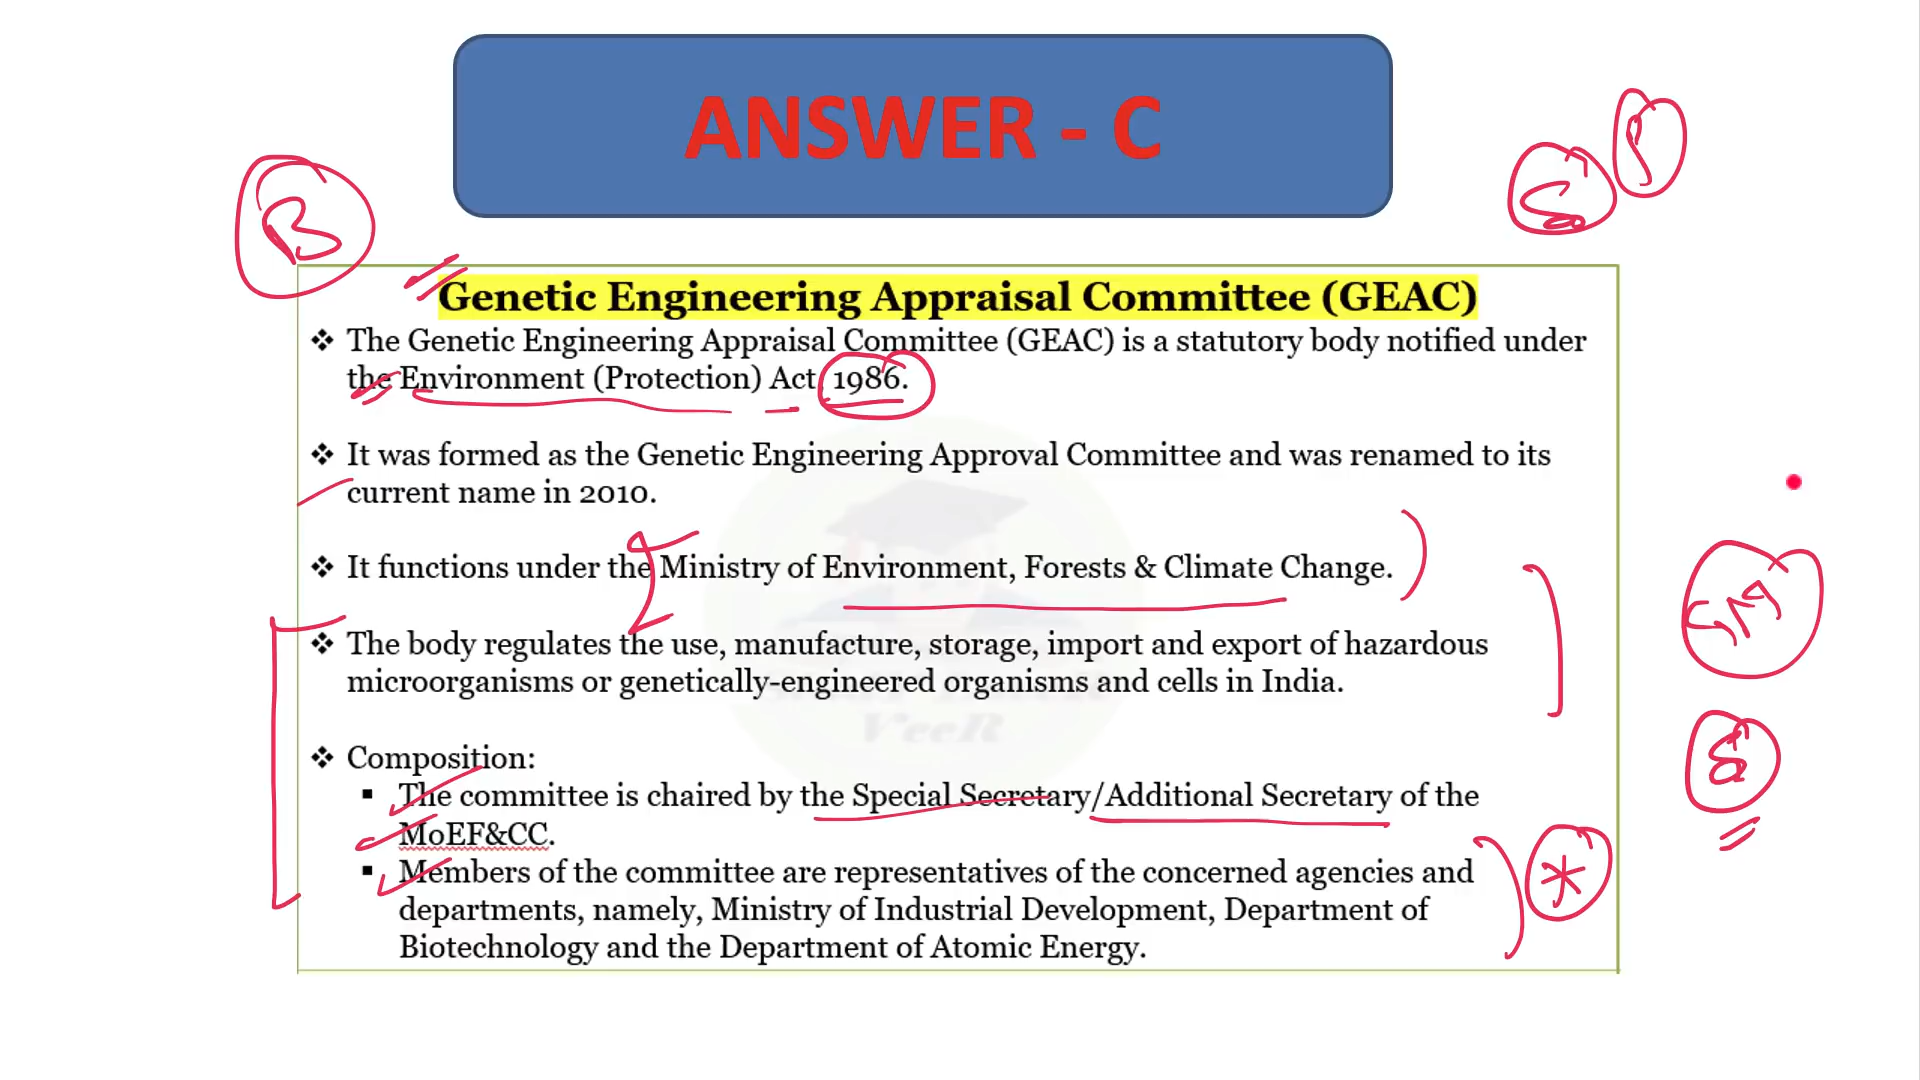 ANSWER - C
B
Genetic Engineering Appraisal Committee (GEAC)
❖ The Genetic Engineering Appraisal Committee (GEAC) is a statutory body notified under
the Environment (Protection) Act, 1986.
❖ It was formed as the Genetic Engineering Approval Committee and was renamed to its
current name in 2010.
❖ It functions under the Ministry of Environment, Forests & Climate Change.
❖ The body regulates the use, manufacture, storage, import and export of hazardous
microorganisms or genetically-engineered organisms and cells in India.
VeeR
❖ Composition:
▪ The committee is chaired by the Special Secretary/Additional Secretary of the
MoEF&CC.
▪ Members of the committee are representatives of the concerned agencies and
departments, namely, Ministry of Industrial Development, Department of
Biotechnology and the Department of Atomic Energy.